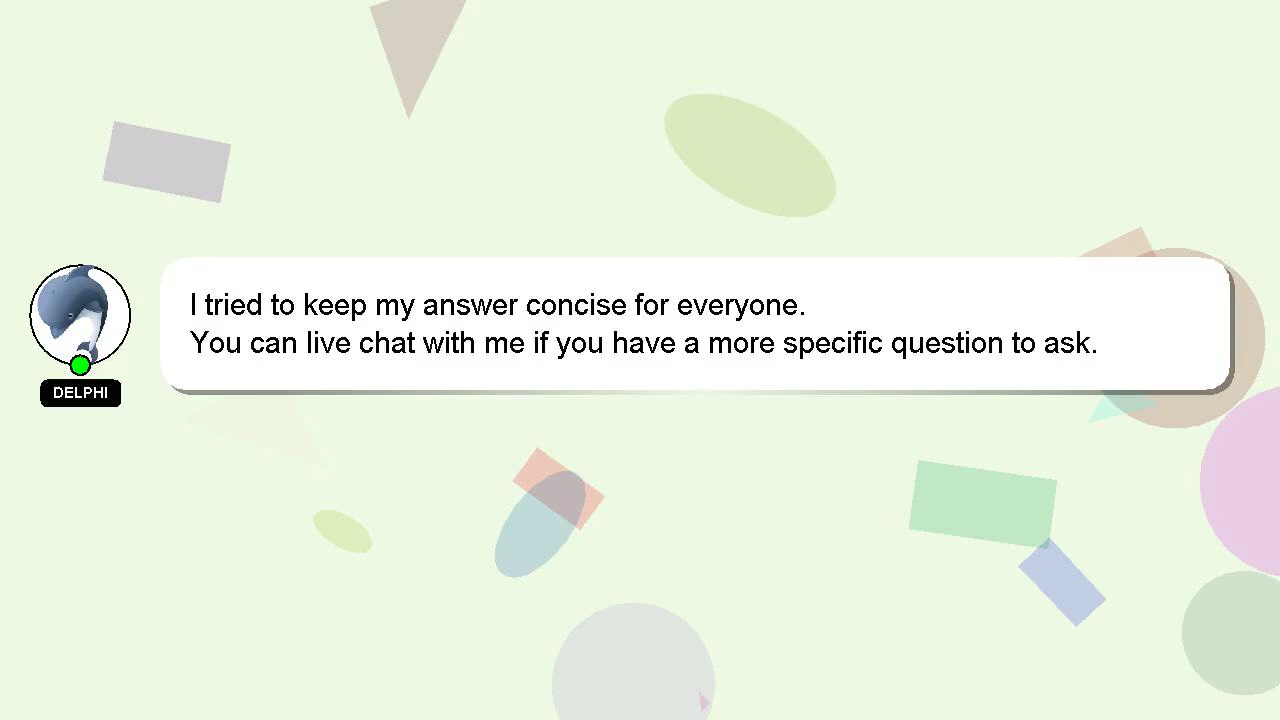 I tried to keep my answer concise for everyone.
You can live chat with me if you have a more specific question to ask.
DELPHI